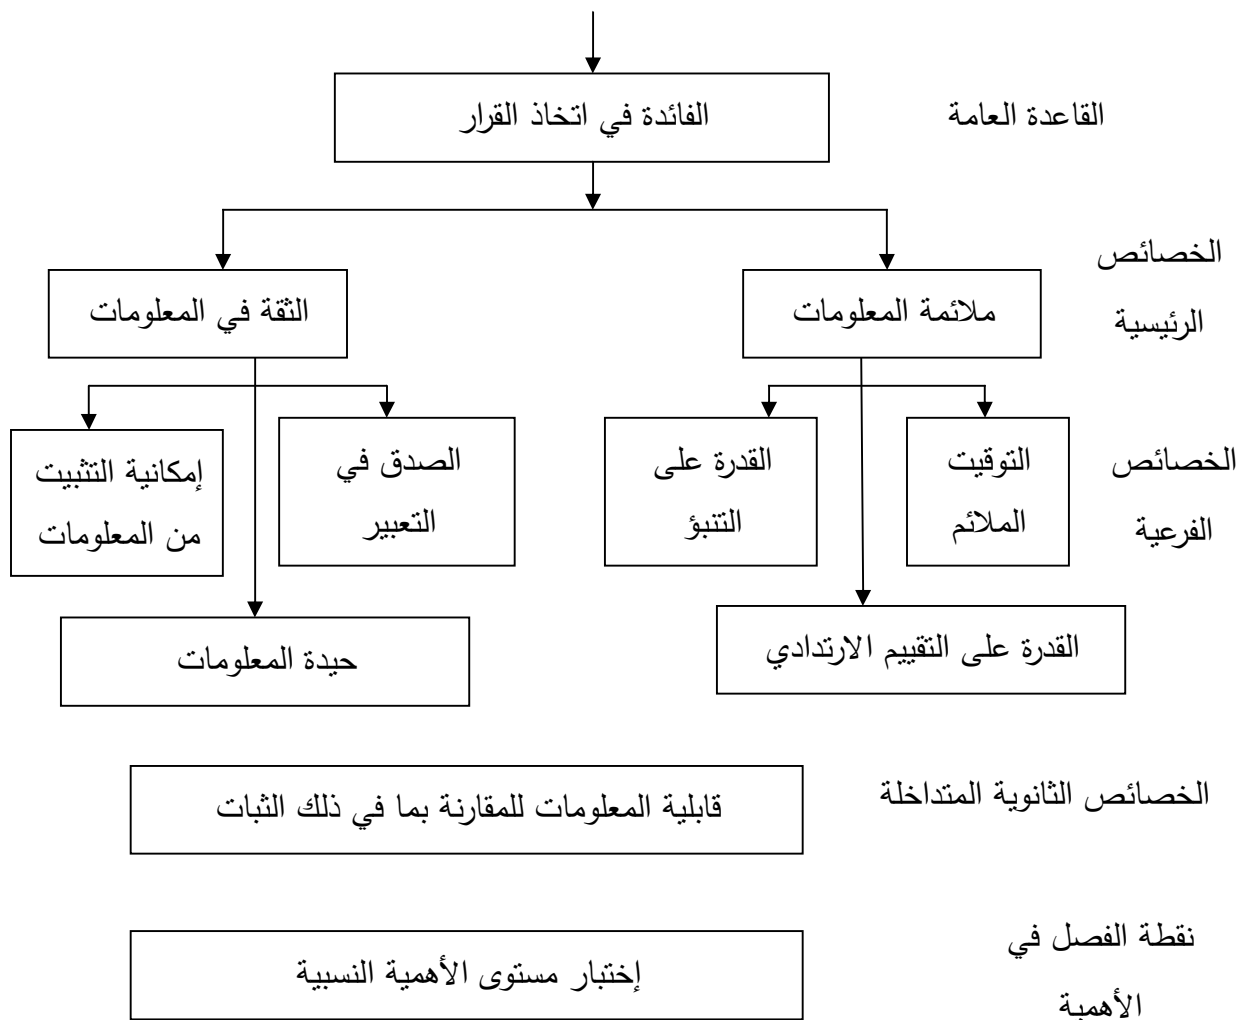 القاعدة العامة
الفائدة في اتخاذ القرار
الخصائص
الرئيسية
ملائمة المعلومات
الثقة في المعلومات
الخصائص
الفرعية
التوقيت
الملائم
القدرة على
التنبؤ
الصدق في
التعبير
إمكانية التثبيت
من المعلومات
القدرة على التقييم الارتدادي
حيدة المعلومات
الخصائص الثانوية المتداخلة
قابلية المعلومات للمقارنة بما في ذلك الثبات
نقطة الفصل في
الأهمية
إختبار مستوى الأهمية النسبية